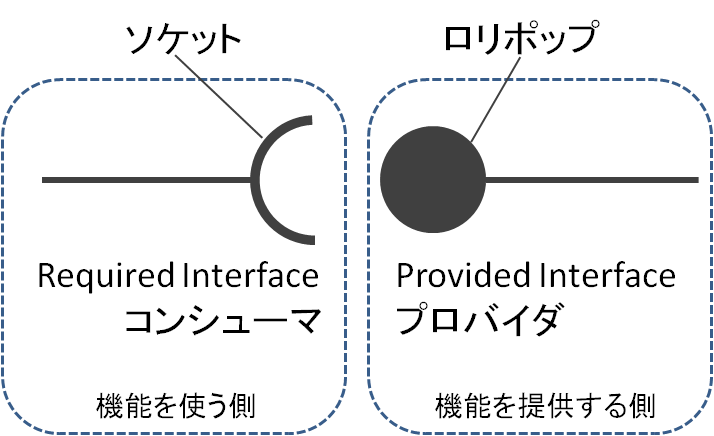 ソケット
ロリポップ
Required Interface
コンシューマ
Provided Interface
プロバイダ
機能を使う側
機能を提供する側